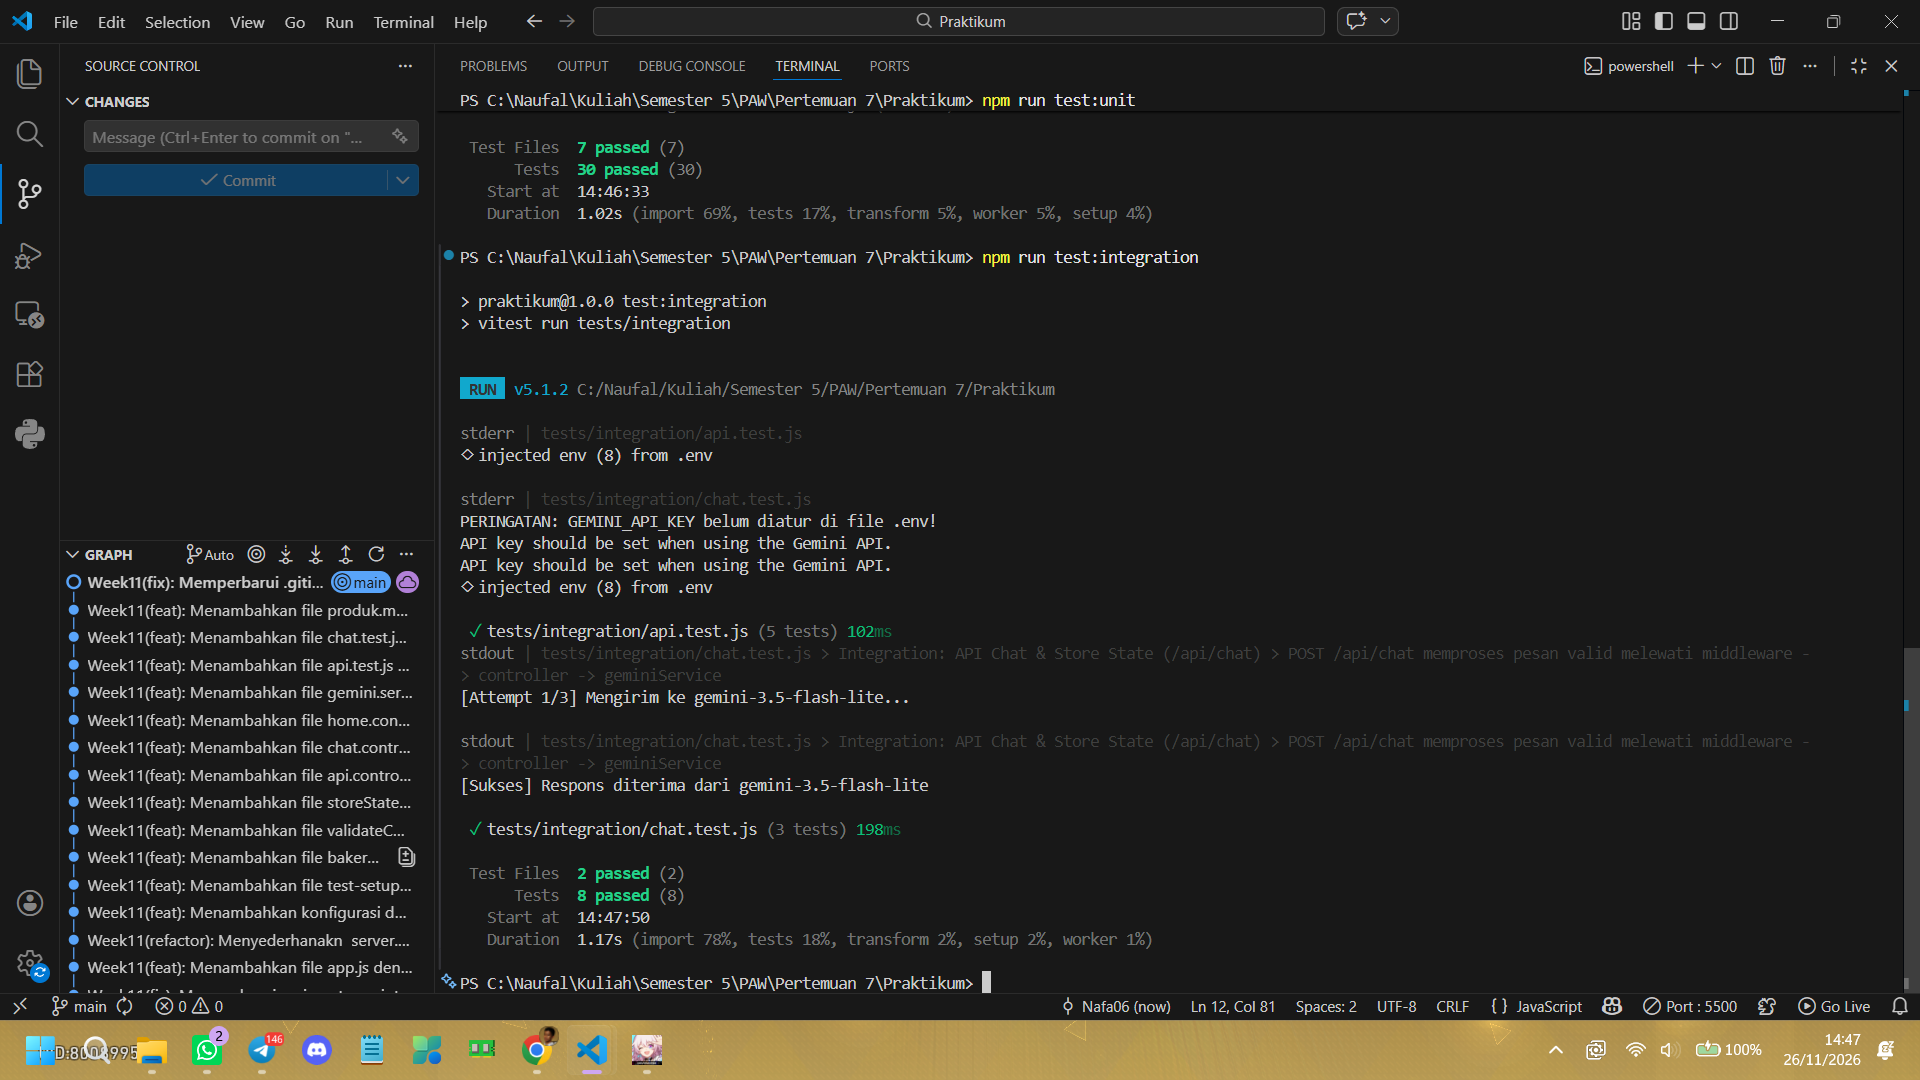 File Edit Selection View Go Run Terminal Help
Praktikum
SOURCE CONTROL
CHANGES
Message (Ctrl+Enter to commit on "...
Commit
GRAPH
Auto
Week11(fix): Memperbarui .giti... main
Week11(feat): Menambahkan file produk.m...
Week11(feat): Menambahkan file chat.test.j...
Week11(feat): Menambahkan file api.test.js ...
Week11(feat): Menambahkan file gemini.ser...
Week11(feat): Menambahkan file home.con...
Week11(feat): Menambahkan file chat.contr...
Week11(feat): Menambahkan file api.contro...
Week11(feat): Menambahkan file storeState...
Week11(feat): Menambahkan file validateC...
Week11(feat): Menambahkan file baker...
Week11(feat): Menambahkan file test-setup...
Week11(feat): Menambahkan konfigurasi d...
Week11(refactor): Menyederhanakn server....
Week11(feat): Menambahkan file app.js den...
PROBLEMS OUTPUT DEBUG CONSOLE TERMINAL PORTS
powershell
PS C:\Naufal\Kuliah\Semester 5\PAW\Pertemuan 7\Praktikum> npm run test:unit
Test Files 7 passed (7)
Tests 30 passed (30)
Start at 14:46:33
Duration 1.02s (import 69%, tests 17%, transform 5%, worker 5%, setup 4%)
PS C:\Naufal\Kuliah\Semester 5\PAW\Pertemuan 7\Praktikum> npm run test:integration
> praktikum@1.0.0 test:integration
> vitest run tests/integration
RUN v5.1.2 C:/Naufal/Kuliah/Semester 5/PAW/Pertemuan 7/Praktikum
stderr | tests/integration/api.test.js
◇ injected env (8) from .env
stderr | tests/integration/chat.test.js
PERINGATAN: GEMINI_API_KEY belum diatur di file .env!
API key should be set when using the Gemini API.
API key should be set when using the Gemini API.
◇ injected env (8) from .env
✓ tests/integration/api.test.js (5 tests) 102ms
stdout | tests/integration/chat.test.js > Integration: API Chat & Store State (/api/chat) > POST /api/chat memproses pesan valid melewati middleware -
> controller -> geminiService
[Attempt 1/3] Mengirim ke gemini-3.5-flash-lite...
stdout | tests/integration/chat.test.js > Integration: API Chat & Store State (/api/chat) > POST /api/chat memproses pesan valid melewati middleware -
> controller -> geminiService
[Sukses] Respons diterima dari gemini-3.5-flash-lite
✓ tests/integration/chat.test.js (3 tests) 198ms
Test Files 2 passed (2)
Tests 8 passed (8)
Start at 14:47:50
Duration 1.17s (import 78%, tests 18%, transform 2%, setup 2%, worker 1%)
PS C:\Naufal\Kuliah\Semester 5\PAW\Pertemuan 7\Praktikum>
main 0 0
Nafa06 (now) Ln 12, Col 81 Spaces: 2 UTF-8 CRLF { } JavaScript Port : 5500 Go Live
2
146
100%
14:47
26/11/2026